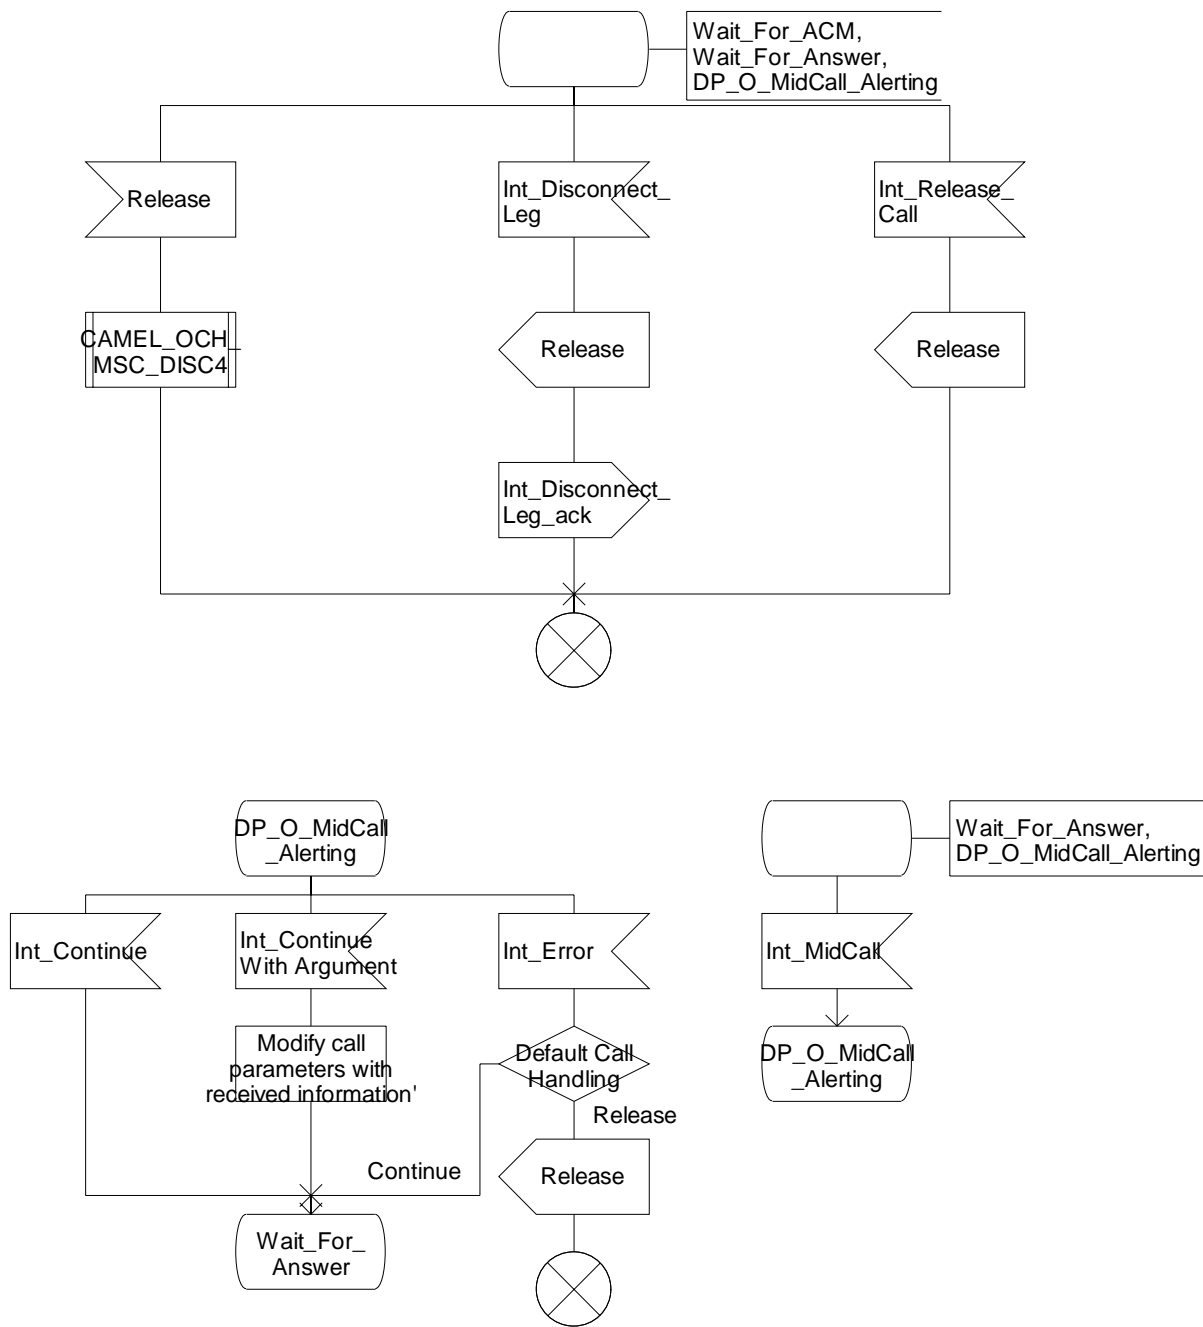 Wait_For_ACM,
Wait_For_Answer,
DP_O_MidCall_Alerting
Release
Int_Disconnect_
Leg
Int_Release_
Call
CAMEL_OCH_
MSC_DISC4
Release
Release
Int_Disconnect_
Leg_ack
DP_O_MidCall
_Alerting
Wait_For_Answer,
DP_O_MidCall_Alerting
Int_Continue
Int_Continue
With Argument
Int_Error
Int_MidCall
Modify call
parameters with
received information'
Default Call
Handling
DP_O_MidCall
_Alerting
Release
Continue
Release
Wait_For_
Answer